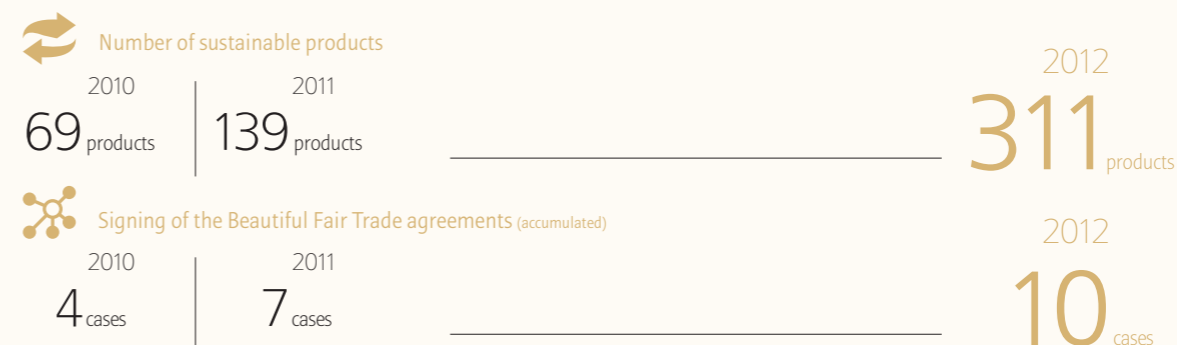 Number of sustainable products
2010
69 products
2011
139 products
2012
311 products
Signing of the Beautiful Fair Trade agreements (accumulated)
2010
4 cases
2011
7 cases
2012
10 cases